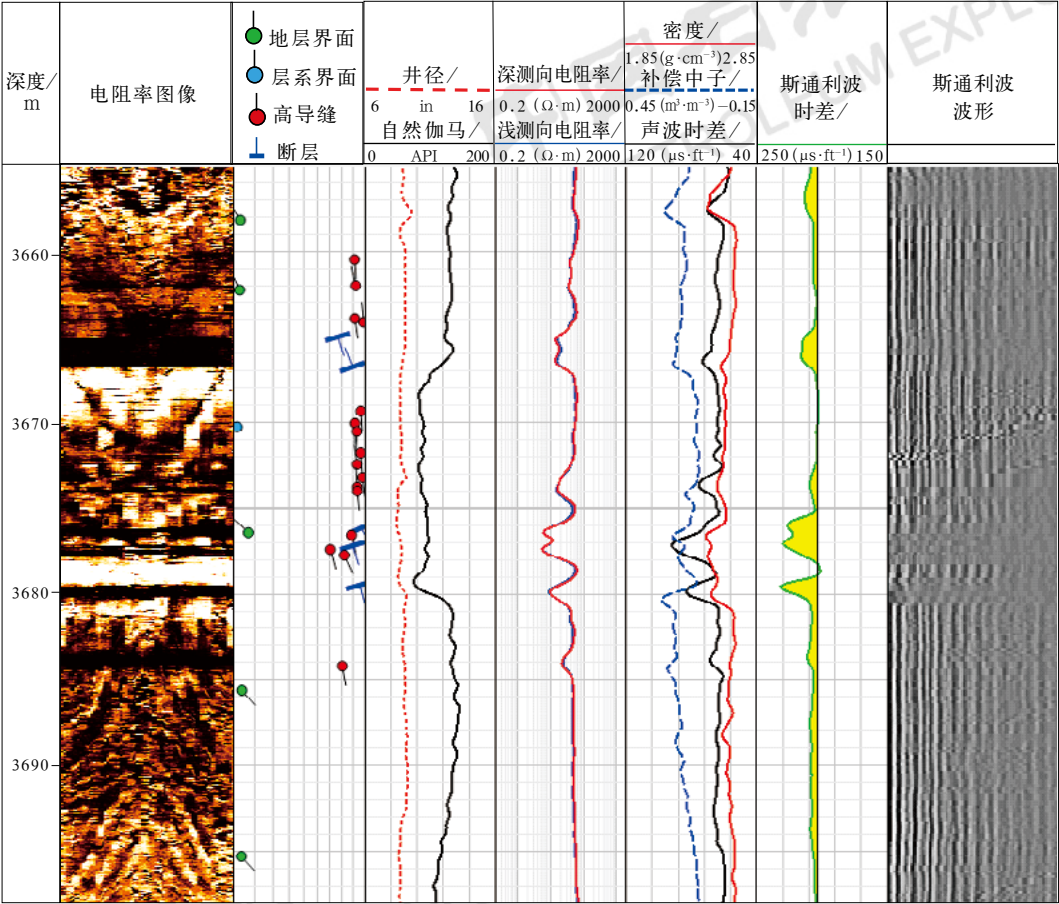 深度/
m
电阻率图像
地层界面
层系界面
高导缝
断层
井径/
6 in 16
自然伽马/
0 API 200
深测向电阻率/
0.2 (Ω·m) 2000
浅测向电阻率/
0.2 (Ω·m) 2000
密度/
1.85(g·cm⁻³)2.85
补偿中子/
0.45 (m³·m⁻³) −0.15
声波时差/
120 (μs·ft⁻¹) 40
斯通利波
时差/
250 (μs·ft⁻¹) 150
斯通利波
波形
3660
3670
3680
3690
PETROLEUM EXPLO